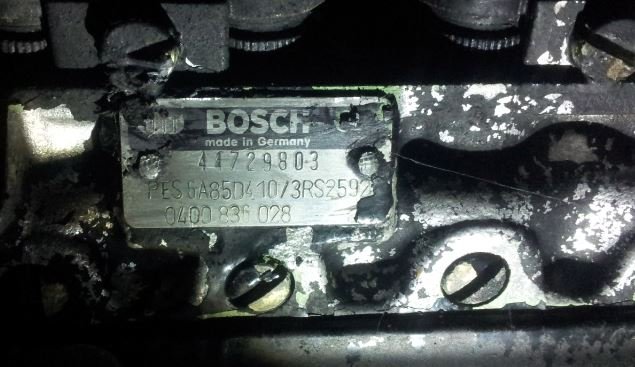 BOSCH
made in Germany
44729803
PES 6A85D410/3RS2592
0400 836 028